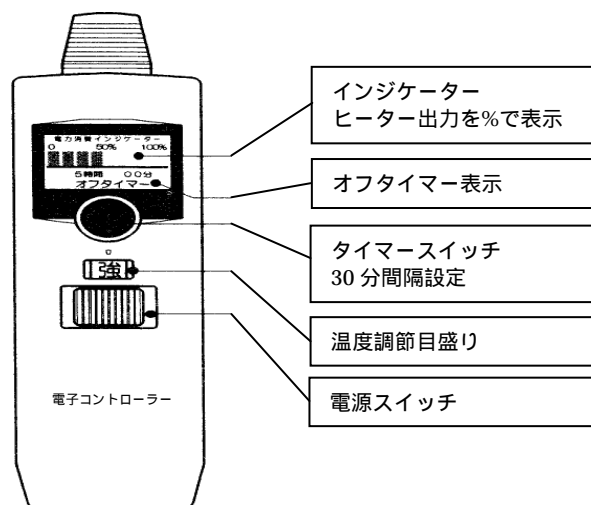 電力消費インジケーター
0 50% 100%
5時間 00分
オフタイマー
強
電子コントローラー
インジケーター
ヒーター出力を%で表示
オフタイマー表示
タイマースイッチ
30 分間隔設定
温度調節目盛り
電源スイッチ